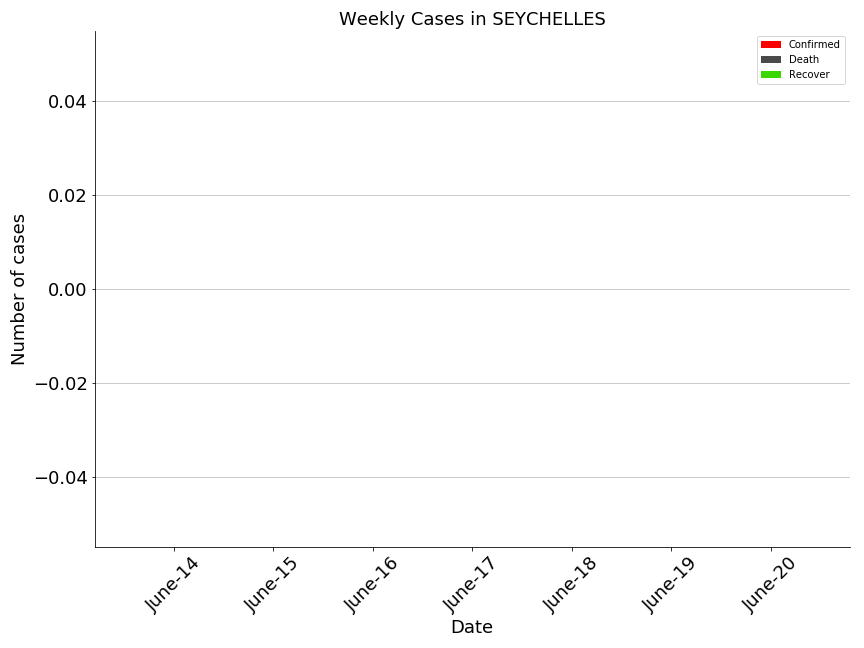 Weekly Cases in SEYCHELLES
Confirmed
Death
Recover
0.04
0.02
0.00
−0.02
−0.04
Number of cases
June-14
June-15
June-16
June-17
June-18
June-19
June-20
Date